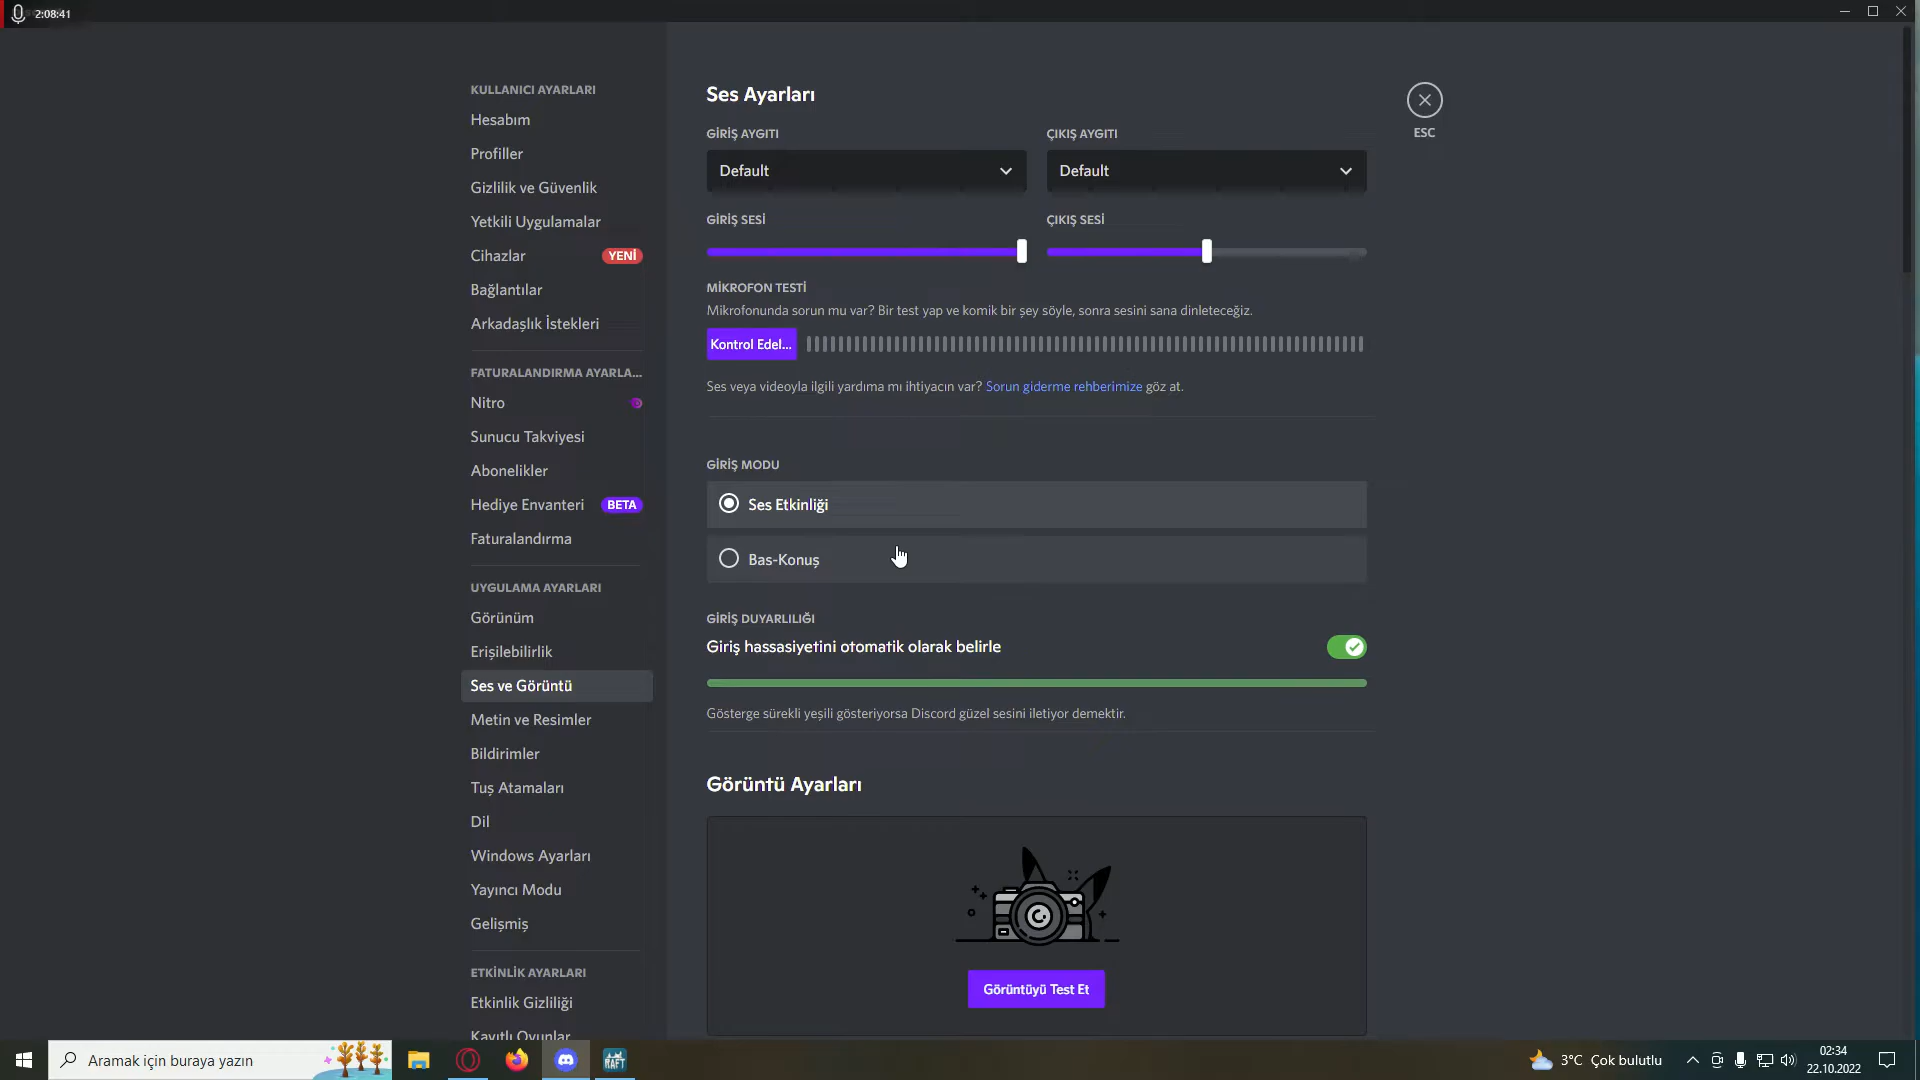 2:08:41
KULLANICI AYARLARI
Hesabım
Profiller
Gizlilik ve Güvenlik
Yetkili Uygulamalar
Cihazlar YENİ
Bağlantılar
Arkadaşlık İstekleri
FATURALANDIRMA AYARLA...
Nitro
Sunucu Takviyesi
Abonelikler
Hediye Envanteri BETA
Faturalandırma
UYGULAMA AYARLARI
Görünüm
Erişilebilirlik
Ses ve Görüntü
Metin ve Resimler
Bildirimler
Tuş Atamaları
Dil
Windows Ayarları
Yayıncı Modu
Gelişmiş
ETKİNLİK AYARLARI
Etkinlik Gizliliği
Kayıtlı Oyunlar
Ses Ayarları
GİRİŞ AYGITI
ÇIKIŞ AYGITI
Default
Default
GİRİŞ SESİ
ÇIKIŞ SESİ
MİKROFON TESTİ
Mikrofonunda sorun mu var? Bir test yap ve komik bir şey söyle, sonra sesini sana dinleteceğiz.
Kontrol Edel...
Ses veya videoyla ilgili yardıma mı ihtiyacın var? Sorun giderme rehberimize göz at.
GİRİŞ MODU
Ses Etkinliği
Bas-Konuş
GİRİŞ DUYARLILIĞI
Giriş hassasiyetini otomatik olarak belirle
Gösterge sürekli yeşili gösteriyorsa Discord güzel sesini iletiyor demektir.
Görüntü Ayarları
Görüntüyü Test Et
ESC
Aramak için buraya yazın
RAFT
3°C Çok bulutlu
02:34
22.10.2022